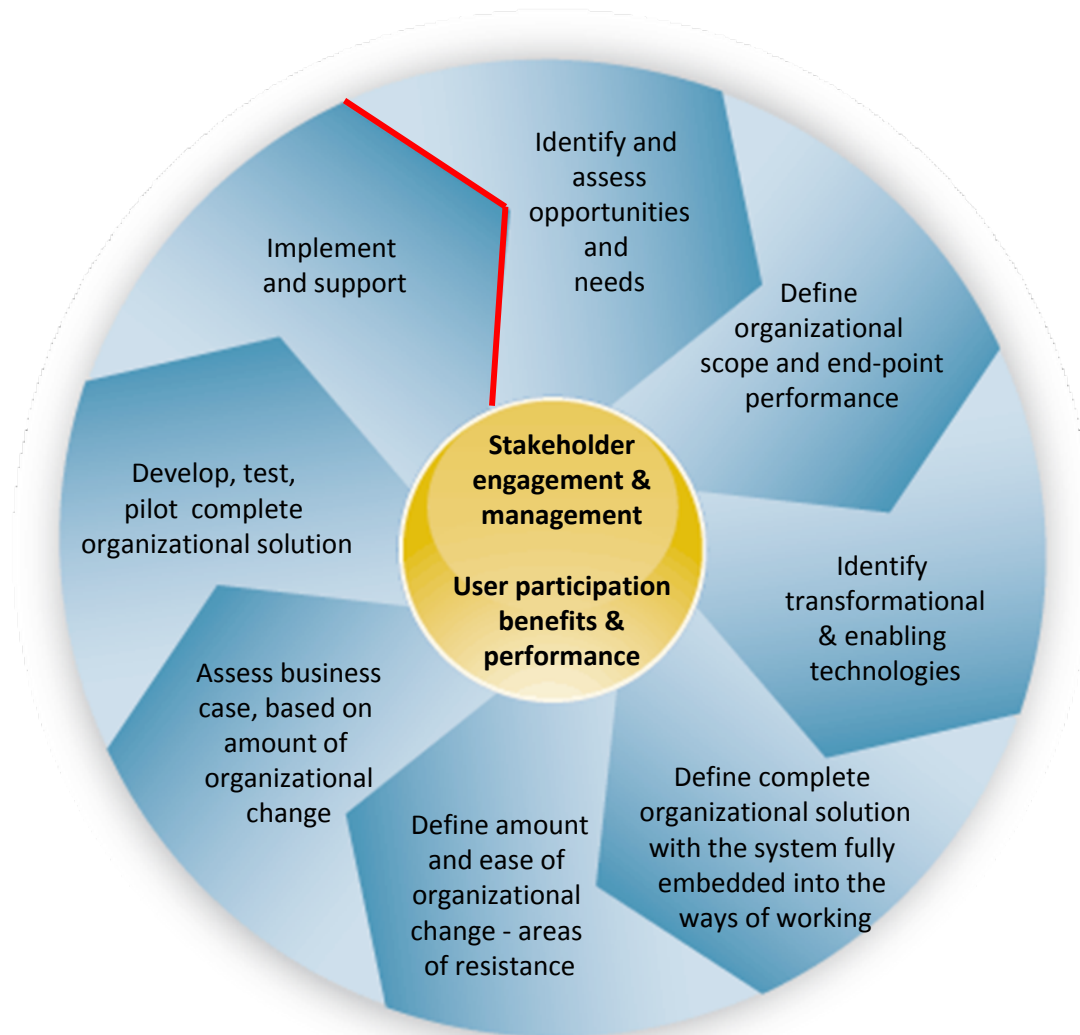 Identify and
assess
opportunities
and
needs
Define
organizational
scope and end-point
performance
Identify
transformational
& enabling
technologies
Define complete
organizational solution
with the system fully
embedded into the
ways of working
Define amount
and ease of
organizational
change - areas
of resistance
Assess business
case, based on
amount of
organizational
change
Develop, test,
pilot complete
organizational solution
Implement
and support
Stakeholder
engagement &
management
User participation
benefits &
performance